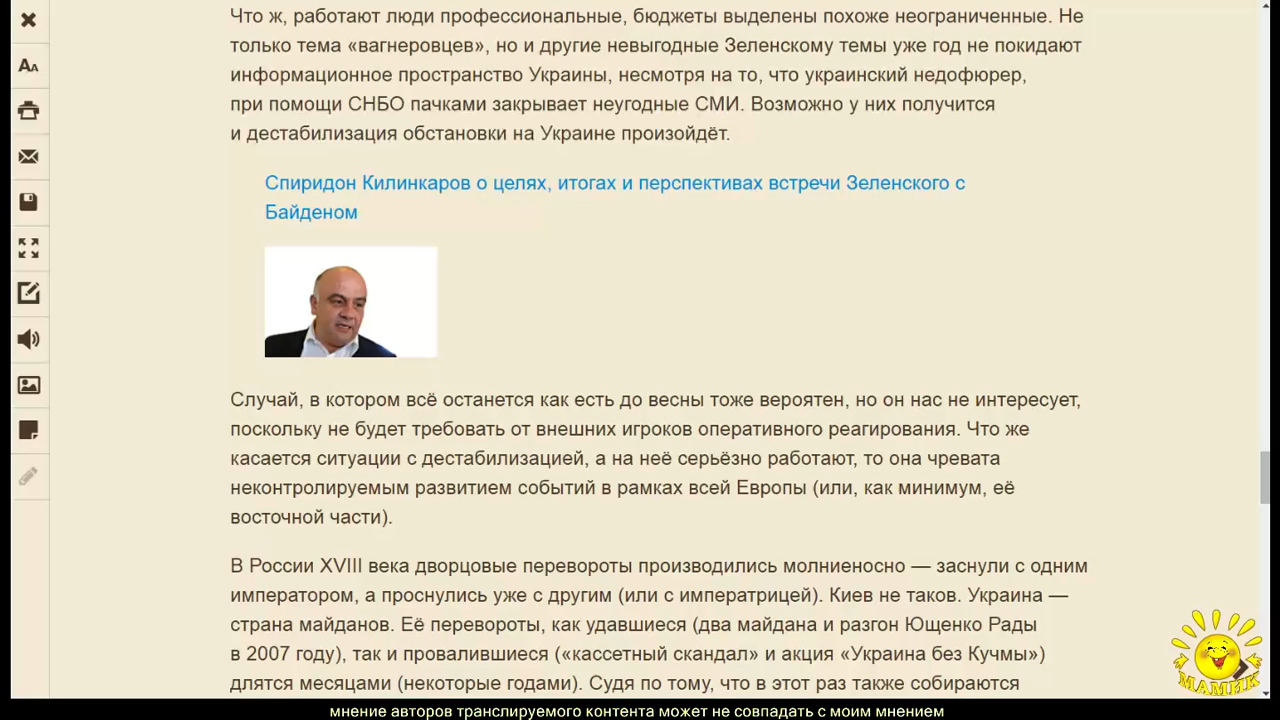 Что ж, работают люди профессиональные, бюджеты выделены похоже неограниченные. Не
только тема «вагнеровцев», но и другие невыгодные Зеленскому темы уже год не покидают
информационное пространство Украины, несмотря на то, что украинский недофюрер,
при помощи СНБО пачками закрывает неугодные СМИ. Возможно у них получится
и дестабилизация обстановки на Украине произойдёт.
Спиридон Килинкаров о целях, итогах и перспективах встречи Зеленского с
Байденом
Случай, в котором всё останется как есть до весны тоже вероятен, но он нас не интересует,
поскольку не будет требовать от внешних игроков оперативного реагирования. Что же
касается ситуации с дестабилизацией, а на неё серьёзно работают, то она чревата
неконтролируемым развитием событий в рамках всей Европы (или, как минимум, её
восточной части).
В России XVIII века дворцовые перевороты производились молниеносно — заснули с одним
императором, а проснулись уже с другим (или с императрицей). Киев не таков. Украина —
страна майданов. Её перевороты, как удавшиеся (два майдана и разгон Ющенко Рады
в 2007 году), так и провалившиеся («кассетный скандал» и акция «Украина без Кучмы»)
длятся месяцами (некоторые годами). Судя по тому, что в этот раз также собираются
МАМИК
мнение авторов транслируемого контента может не совпадать с моим мнением
AA